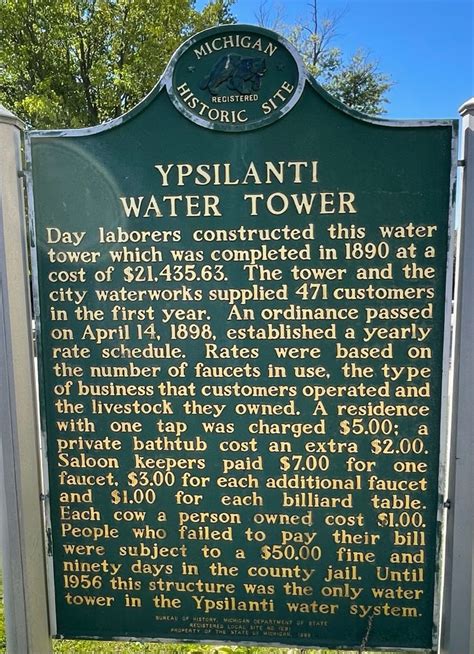 MICHIGAN
REGISTERED
HISTORIC SITE
YPSILANTI
WATER TOWER
Day laborers constructed this water
tower which was completed in 1890 at a
cost of $21,435.63. The tower and the
city waterworks supplied 471 customers
in the first year. An ordinance passed
on April 14, 1898, established a yearly
rate schedule. Rates were based on
the number of faucets in use, the type
of business that customers operated and
the livestock they owned. A residence
with one tap was charged $5.00; a
private bathtub cost an extra $2.00.
Saloon keepers paid $7.00 for one
faucet, $3.00 for each additional faucet
and $1.00 for each billiard table.
Each cow a person owned cost $1.00.
People who failed to pay their bill
were subject to a $50.00 fine and
ninety days in the county jail. Until
1956 this structure was the only water
tower in the Ypsilanti water system.
BUREAU OF HISTORY, MICHIGAN DEPARTMENT OF STATE
REGISTERED LOCAL SITE NO.
PROPERTY OF THE STATE OF MICHIGAN,